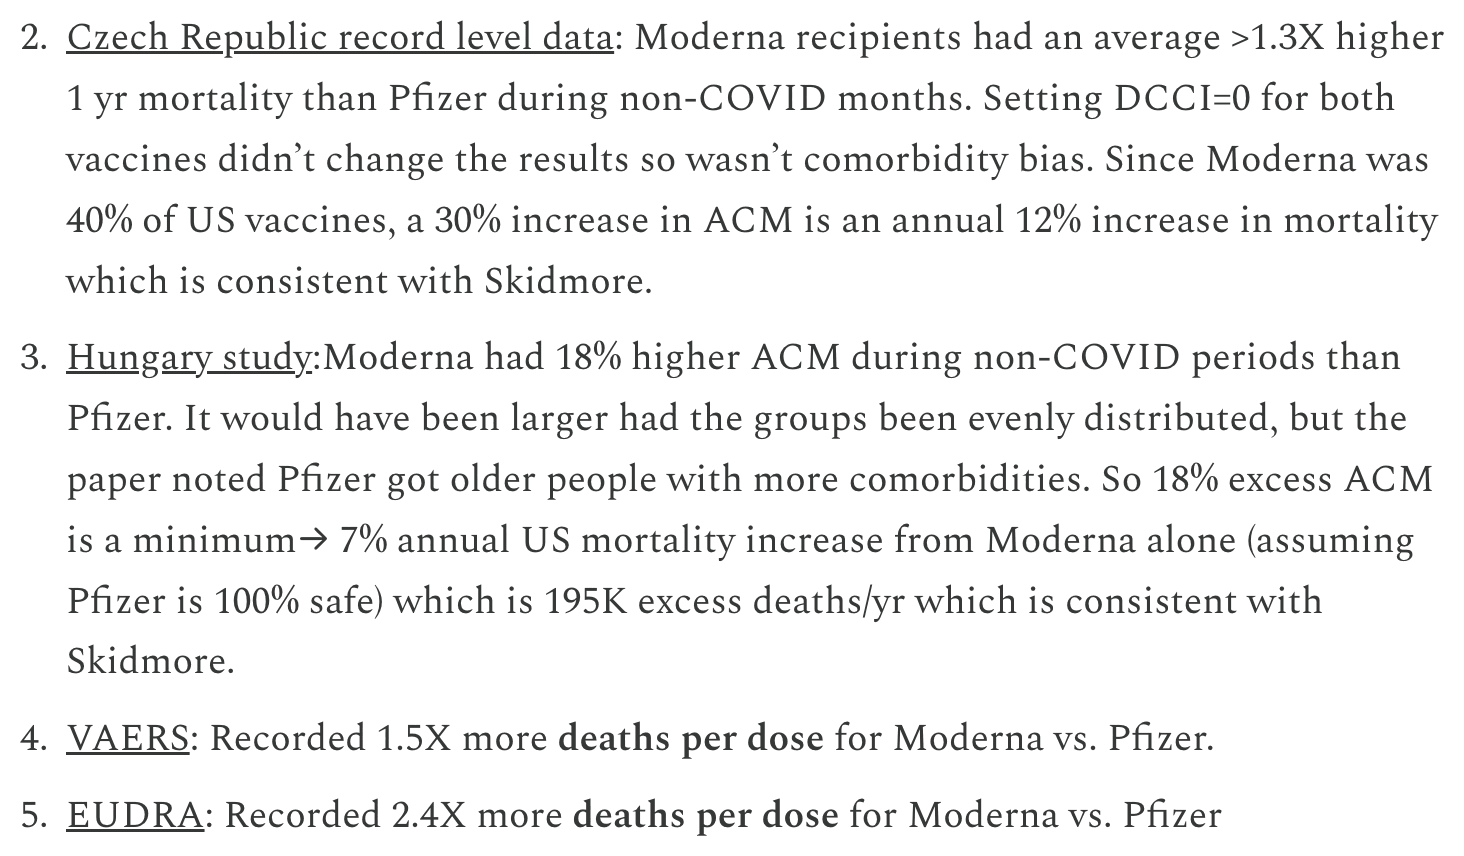 2. Czech Republic record level data: Moderna recipients had an average >1.3X higher
1 yr mortality than Pfizer during non-COVID months. Setting DCCI=0 for both
vaccines didn’t change the results so wasn’t comorbidity bias. Since Moderna was
40% of US vaccines, a 30% increase in ACM is an annual 12% increase in mortality
which is consistent with Skidmore.
3. Hungary study:Moderna had 18% higher ACM during non-COVID periods than
Pfizer. It would have been larger had the groups been evenly distributed, but the
paper noted Pfizer got older people with more comorbidities. So 18% excess ACM
is a minimum→ 7% annual US mortality increase from Moderna alone (assuming
Pfizer is 100% safe) which is 195K excess deaths/yr which is consistent with
Skidmore.
4. VAERS: Recorded 1.5X more deaths per dose for Moderna vs. Pfizer.
5. EUDRA: Recorded 2.4X more deaths per dose for Moderna vs. Pfizer